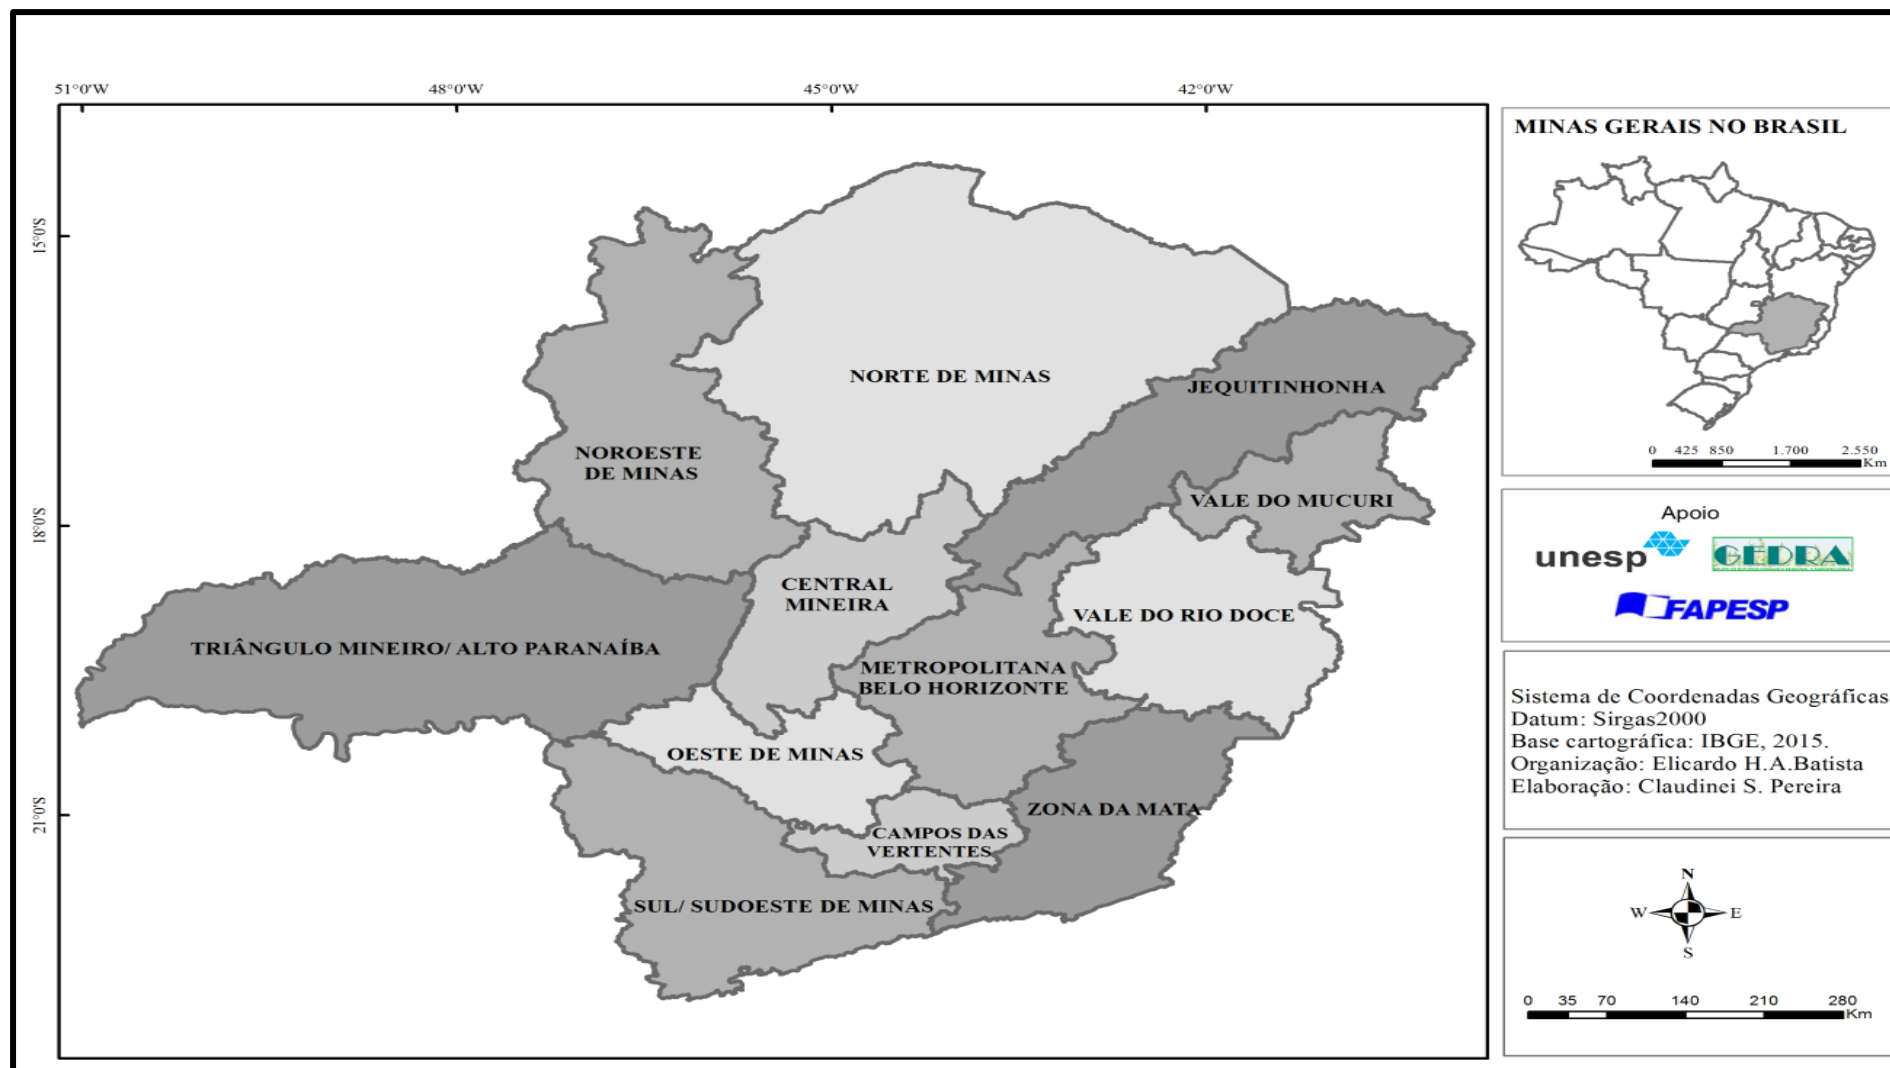 51°0'W
48°0'W
45°0'W
42°0'W
15°0'S
18°0'S
21°0'S
NORTE DE MINAS
JEQUITINHONHA
NOROESTE
DE MINAS
VALE DO MUCURI
CENTRAL
MINEIRA
VALE DO RIO DOCE
TRIÂNGULO MINEIRO/ ALTO PARANAÍBA
METROPOLITANA
BELO HORIZONTE
OESTE DE MINAS
ZONA DA MATA
CAMPOS DAS
VERTENTES
SUL/ SUDOESTE DE MINAS
MINAS GERAIS NO BRASIL
0 425 850 1.700 2.550
Km
Apoio
unesp
GEDRA
FAPESP
Sistema de Coordenadas Geográficas
Datum: Sirgas2000
Base cartográfica: IBGE, 2015.
Organização: Elicardo H.A.Batista
Elaboração: Claudinei S. Pereira
N
W E
S
0 35 70 140 210 280
Km